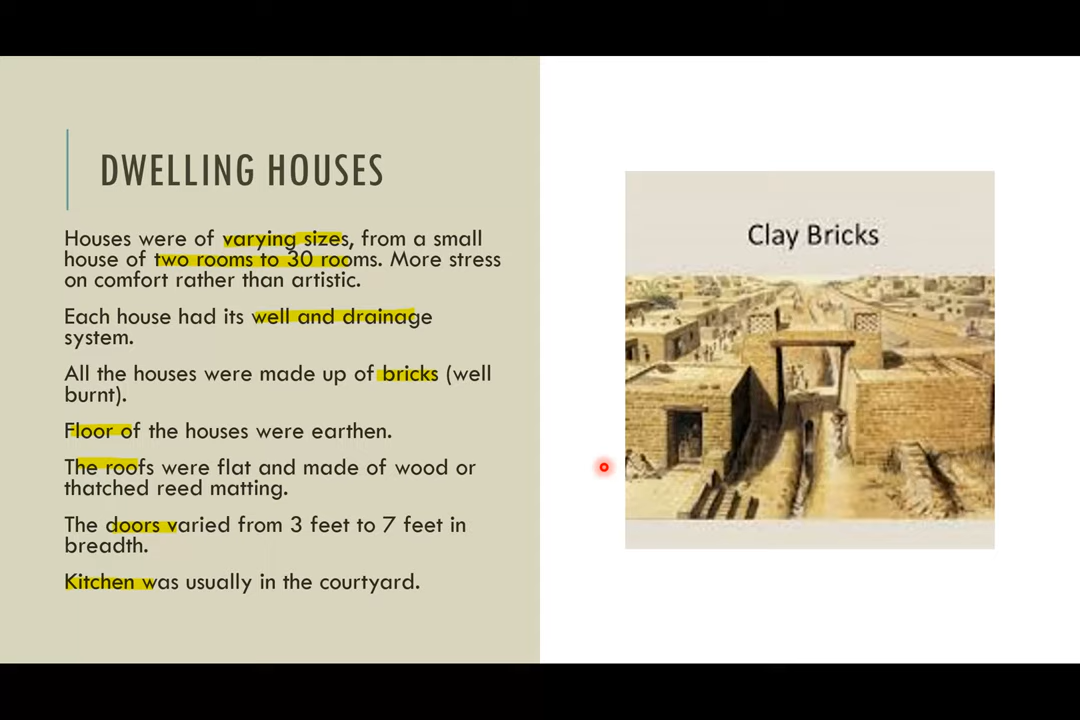 DWELLING HOUSES
Houses were of varying sizes, from a small
house of two rooms to 30 rooms. More stress
on comfort rather than artistic.
Each house had its well and drainage
system.
All the houses were made up of bricks (well
burnt).
Floor of the houses were earthen.
The roofs were flat and made of wood or
thatched reed matting.
The doors varied from 3 feet to 7 feet in
breadth.
Kitchen was usually in the courtyard.
Clay Bricks